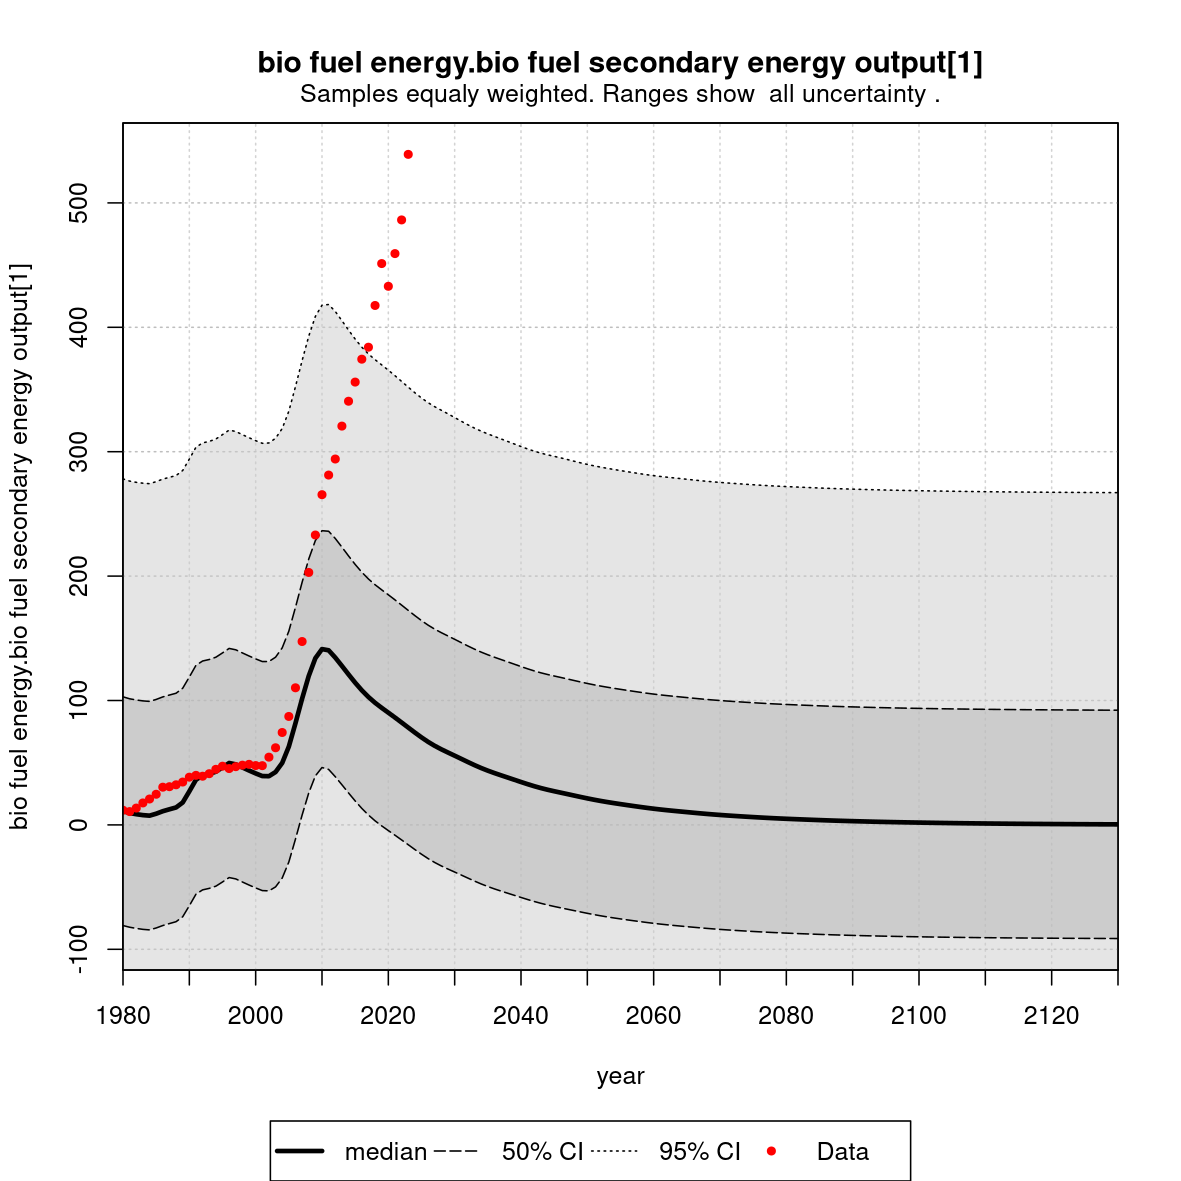 bio fuel energy.bio fuel secondary energy output[1]
Samples equaly weighted. Ranges show  all uncertainty .
bio fuel energy.bio fuel secondary energy output[1]
500
400
300
200
100
0
-100
1980 2000 2020 2040 2060 2080 2100 2120
year
median 50% CI 95% CI Data